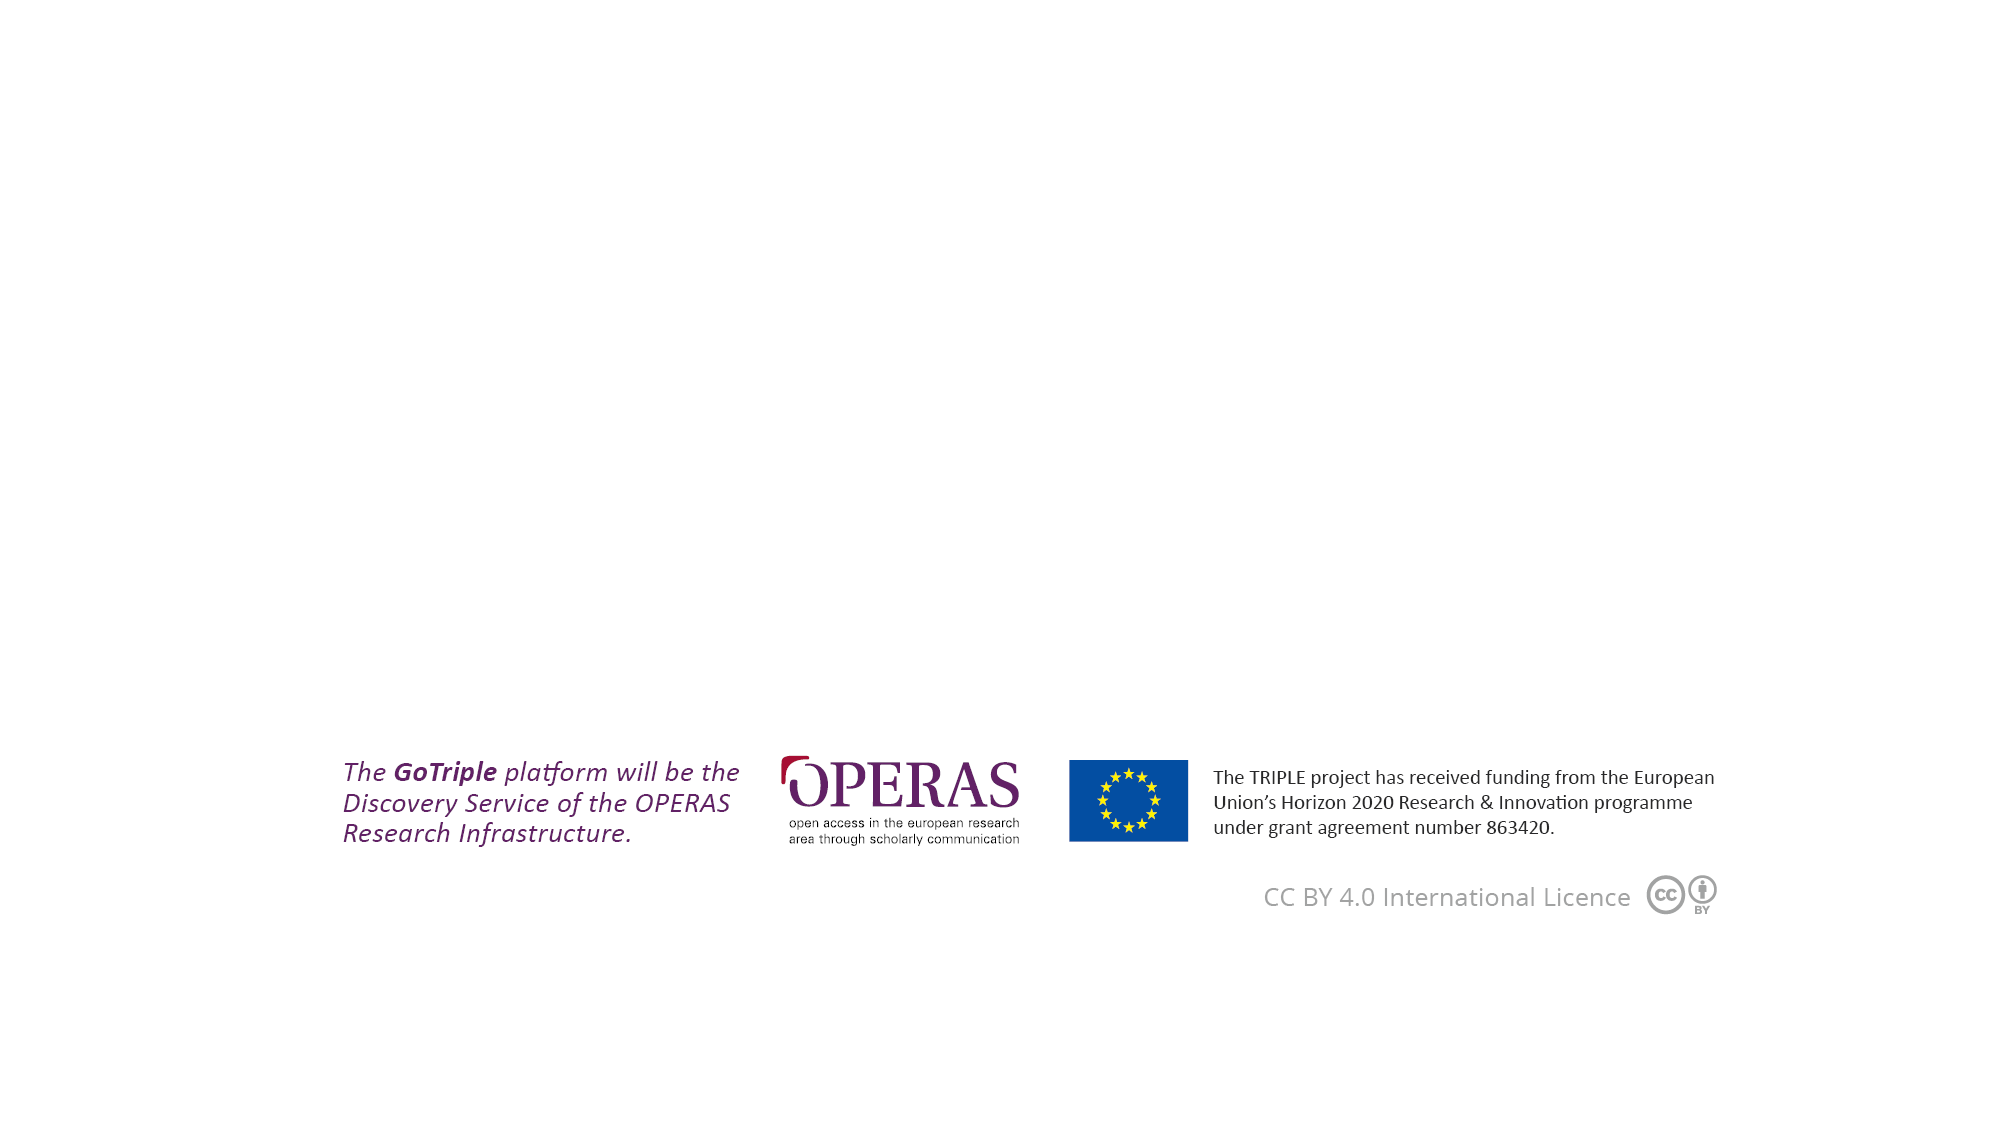 The GoTriple platform will be the
Discovery Service of the OPERAS
Research Infrastructure.
OPERAS
open access in the european research
area through scholarly communication
The TRIPLE project has received funding from the European
Union’s Horizon 2020 Research & Innovation programme
under grant agreement number 863420.
CC BY 4.0 International Licence
cc
BY